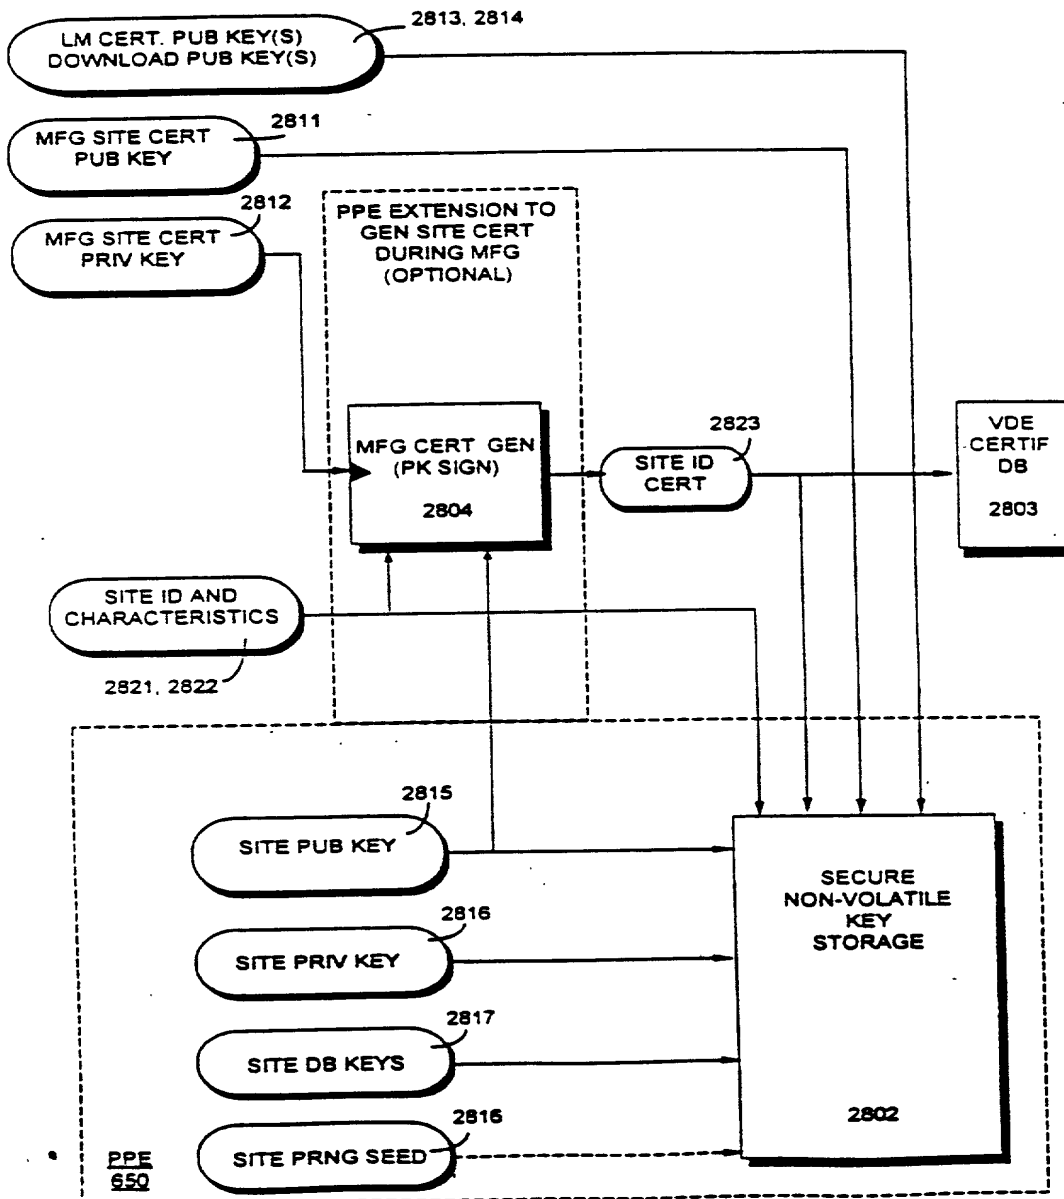 2813, 2814
LM CERT. PUB KEY(S)
DOWNLOAD PUB KEY(S)
2811
MFG SITE CERT
PUB KEY
2812
MFG SITE CERT
PRIV KEY
PPE EXTENSION TO
GEN SITE CERT
DURING MFG
(OPTIONAL)
MFG CERT GEN
(PK SIGN)
2804
2823
SITE ID
CERT
VDE
CERTIF
DB
2803
SITE ID AND
CHARACTERISTICS
2821, 2822
2815
SITE PUB KEY
2816
SITE PRIV KEY
2817
SITE DB KEYS
2816
SITE PRNG SEED
SECURE
NON-VOLATILE
KEY
STORAGE
2802
PPE
650